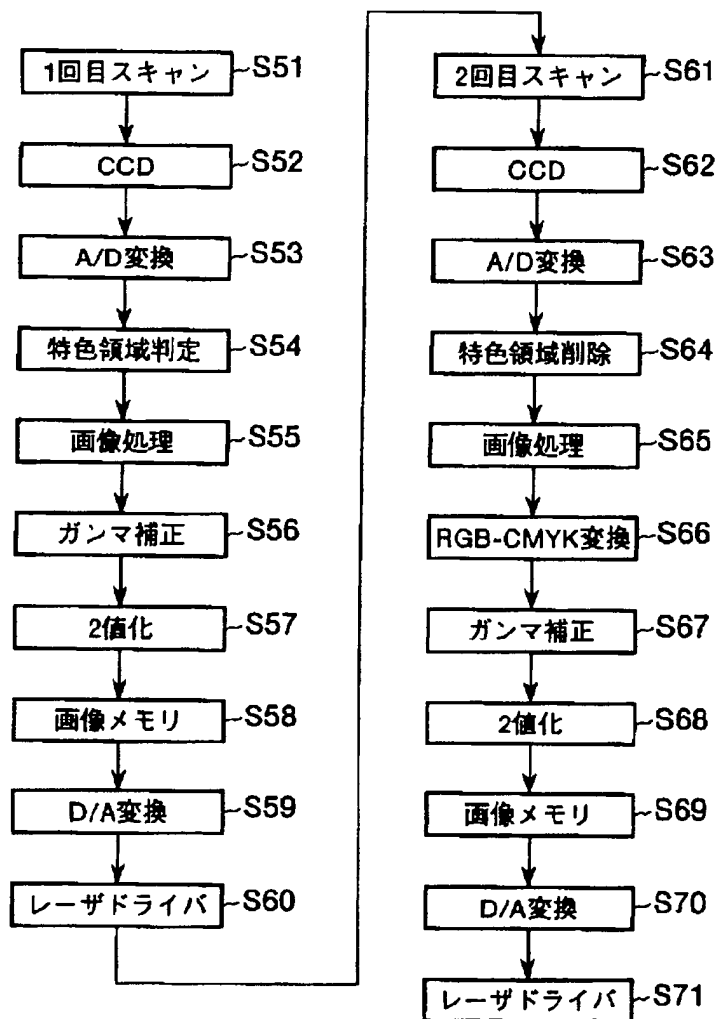 1回目スキャン S51
CCD S52
A/D変換 S53
特色領域判定 S54
画像処理 S55
ガンマ補正 S56
2値化 S57
画像メモリ S58
D/A変換 S59
レーザドライバ S60
2回目スキャン S61
CCD S62
A/D変換 S63
特色領域削除 S64
画像処理 S65
RGB-CMYK変換 S66
ガンマ補正 S67
2値化 S68
画像メモリ S69
D/A変換 S70
レーザドライバ S71